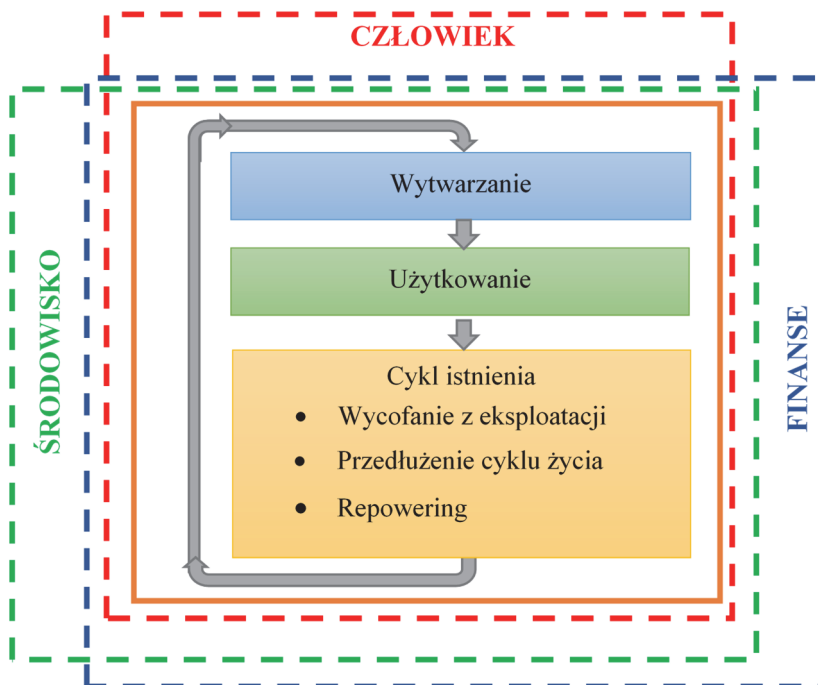 CZŁOWIEK
Wytwarzanie
Użytkowanie
Cykl istnienia
• Wycofanie z eksploatacji
• Przedłużenie cyklu życia
• Repowering
ŚRODOWISKO
FINANSE